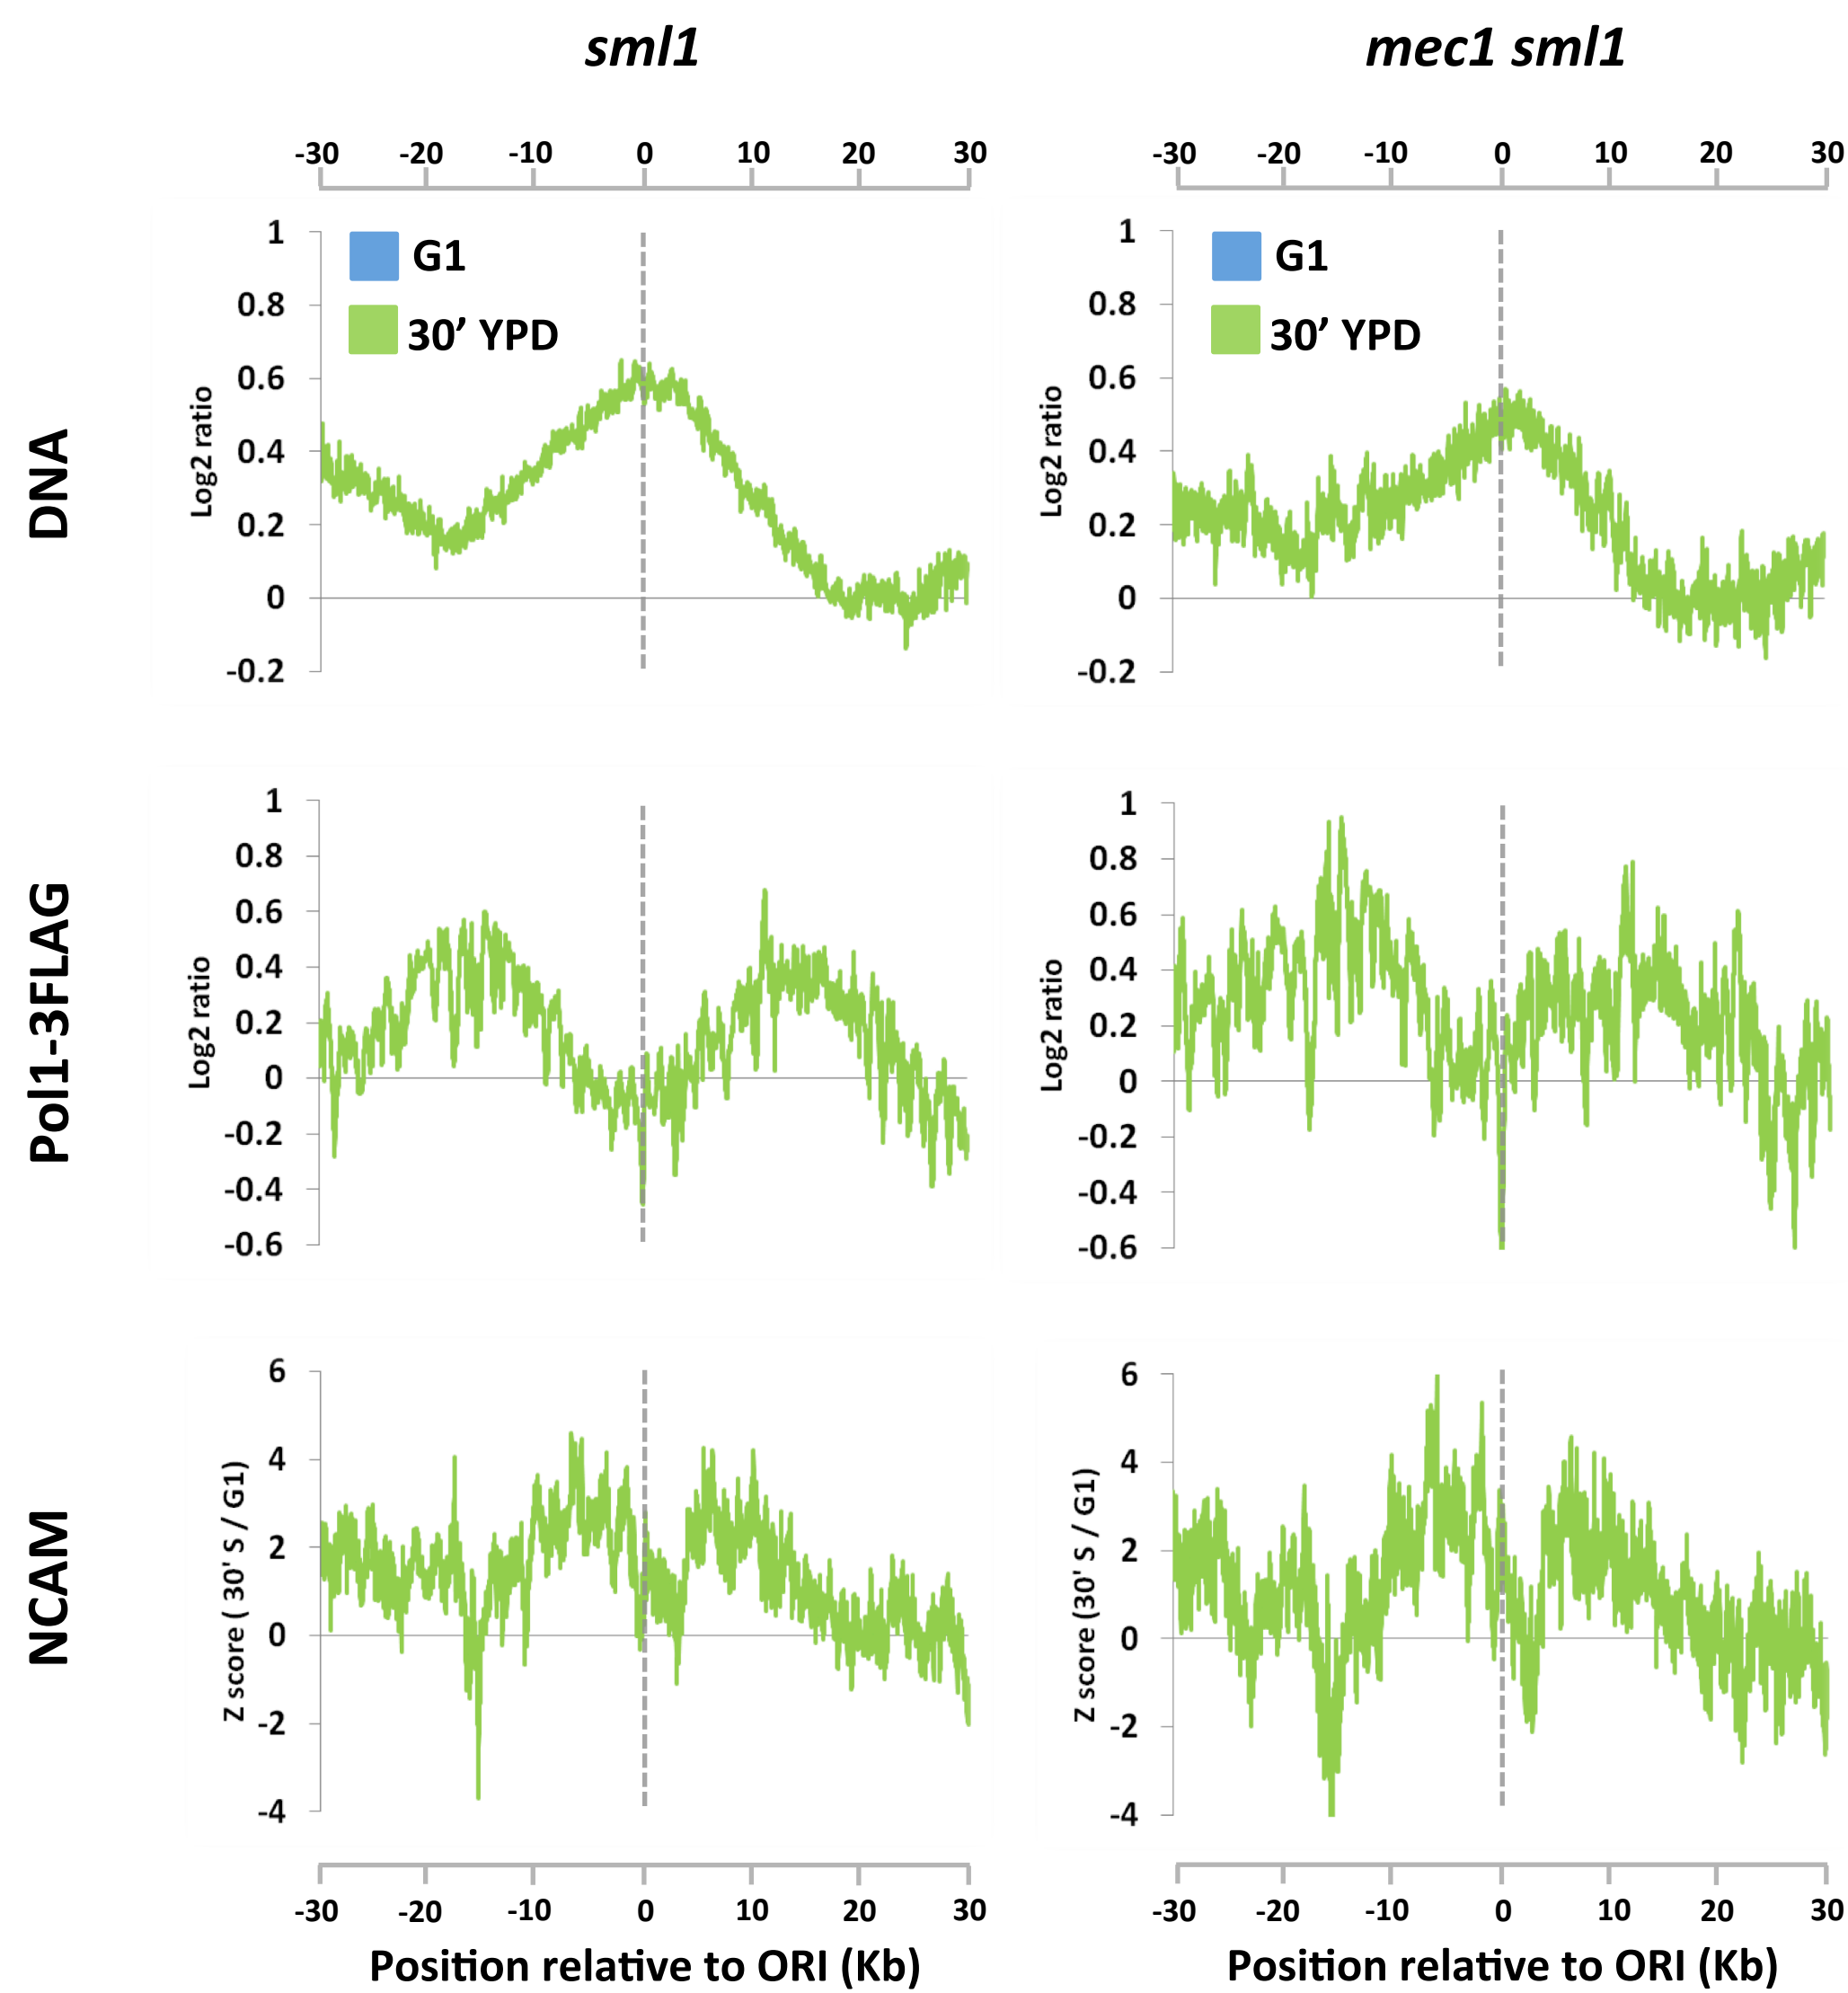 sml1 mec1 sml1
-30 -20 -10 0 10 20 30 -30 -20 -10 0 10 20 30
DNA
Log2 ratio
1
0.8
0.6
0.4
0.2
0
-0.2
G1
30’ YPD
Log2 ratio
1
0.8
0.6
0.4
0.2
0
-0.2
G1
30’ YPD
Pol1-3FLAG
Log2 ratio
1
0.8
0.6
0.4
0.2
0
-0.2
-0.4
-0.6
Log2 ratio
1
0.8
0.6
0.4
0.2
0
-0.2
-0.4
-0.6
NCAM
Z score ( 30' S / G1)
6
4
2
0
-2
-4
Z score (30' S / G1)
6
4
2
0
-2
-4
-30 -20 -10 0 10 20 30 -30 -20 -10 0 10 20 30
Position relative to ORI (Kb) Position relative to ORI (Kb)